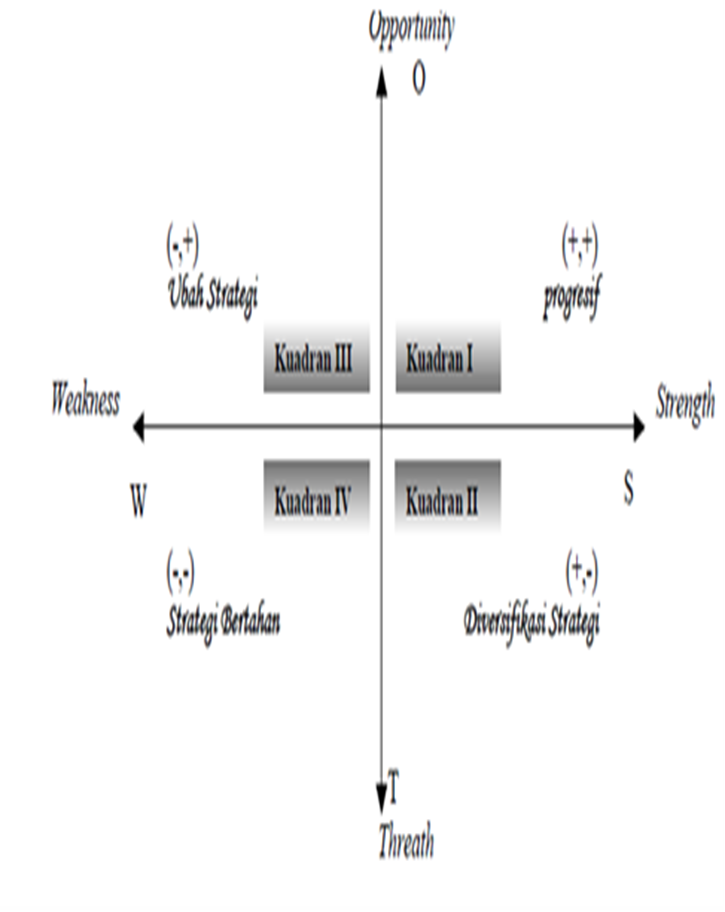 Opportunity
O
(-,+)
Ubah Strategi
(+,+)
progresif
Kuadran III
Kuadran I
Weakness
Strength
W
S
Kuadran IV
Kuadran II
(-,-)
Strategi Bertahan
(+,-)
Diversifikasi Strategi
T
Threath